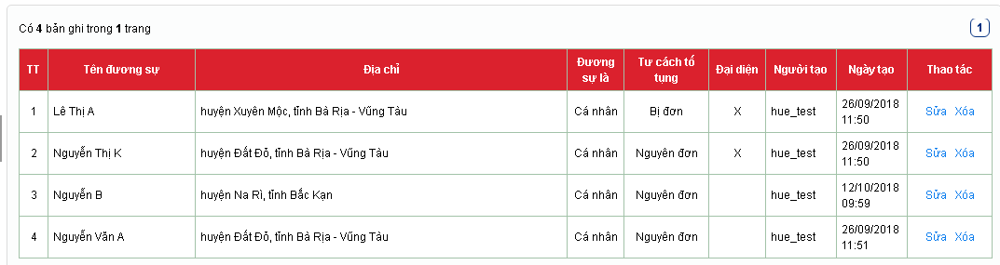 Có 4 bản ghi trong 1 trang
1
TT Tên đương sự Địa chỉ Đương sự là Tư cách tố tụng Đại diện Người tạo Ngày tạo Thao tác
1 Lê Thị A huyện Xuyên Mộc, tỉnh Bà Rịa - Vũng Tàu Cá nhân Bị đơn X hue_test 26/09/2018 11:50 Sửa Xóa
2 Nguyễn Thị K huyện Đất Đỏ, tỉnh Bà Rịa - Vũng Tàu Cá nhân Nguyên đơn X hue_test 26/09/2018 11:50 Sửa Xóa
3 Nguyễn B huyện Na Rì, tỉnh Bắc Kạn Cá nhân Nguyên đơn hue_test 12/10/2018 09:59 Sửa Xóa
4 Nguyễn Văn A huyện Đất Đỏ, tỉnh Bà Rịa - Vũng Tàu Cá nhân Nguyên đơn hue_test 26/09/2018 11:51 Sửa Xóa